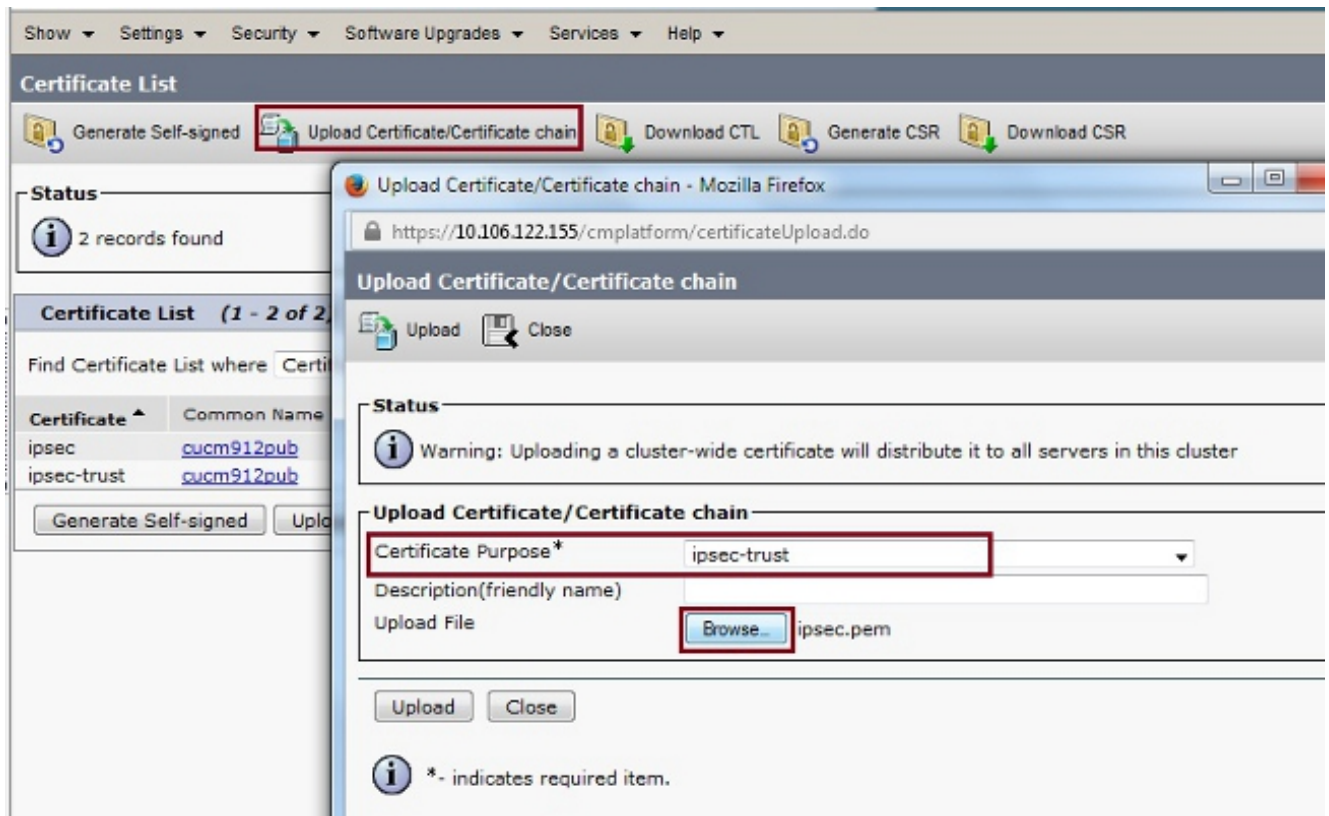 Show Settings Security Software Upgrades Services Help
Certificate List
Generate Self-signed Upload Certificate/Certificate chain Download CTL Generate CSR Download CSR
Status
2 records found
Certificate List (1 - 2 of 2)
Find Certificate List where Certi
Certificate Common Name
ipsec cucm912pub
ipsec-trust cucm912pub
Generate Self-signed Uplo
Upload Certificate/Certificate chain - Mozilla Firefox
https://10.106.122.155/cmplatform/certificateUpload.do
Upload Certificate/Certificate chain
Upload Close
Status
Warning: Uploading a cluster-wide certificate will distribute it to all servers in this cluster
Upload Certificate/Certificate chain
Certificate Purpose* ipsec-trust
Description(friendly name)
Upload File Browse... ipsec.pem
Upload Close
*- indicates required item.